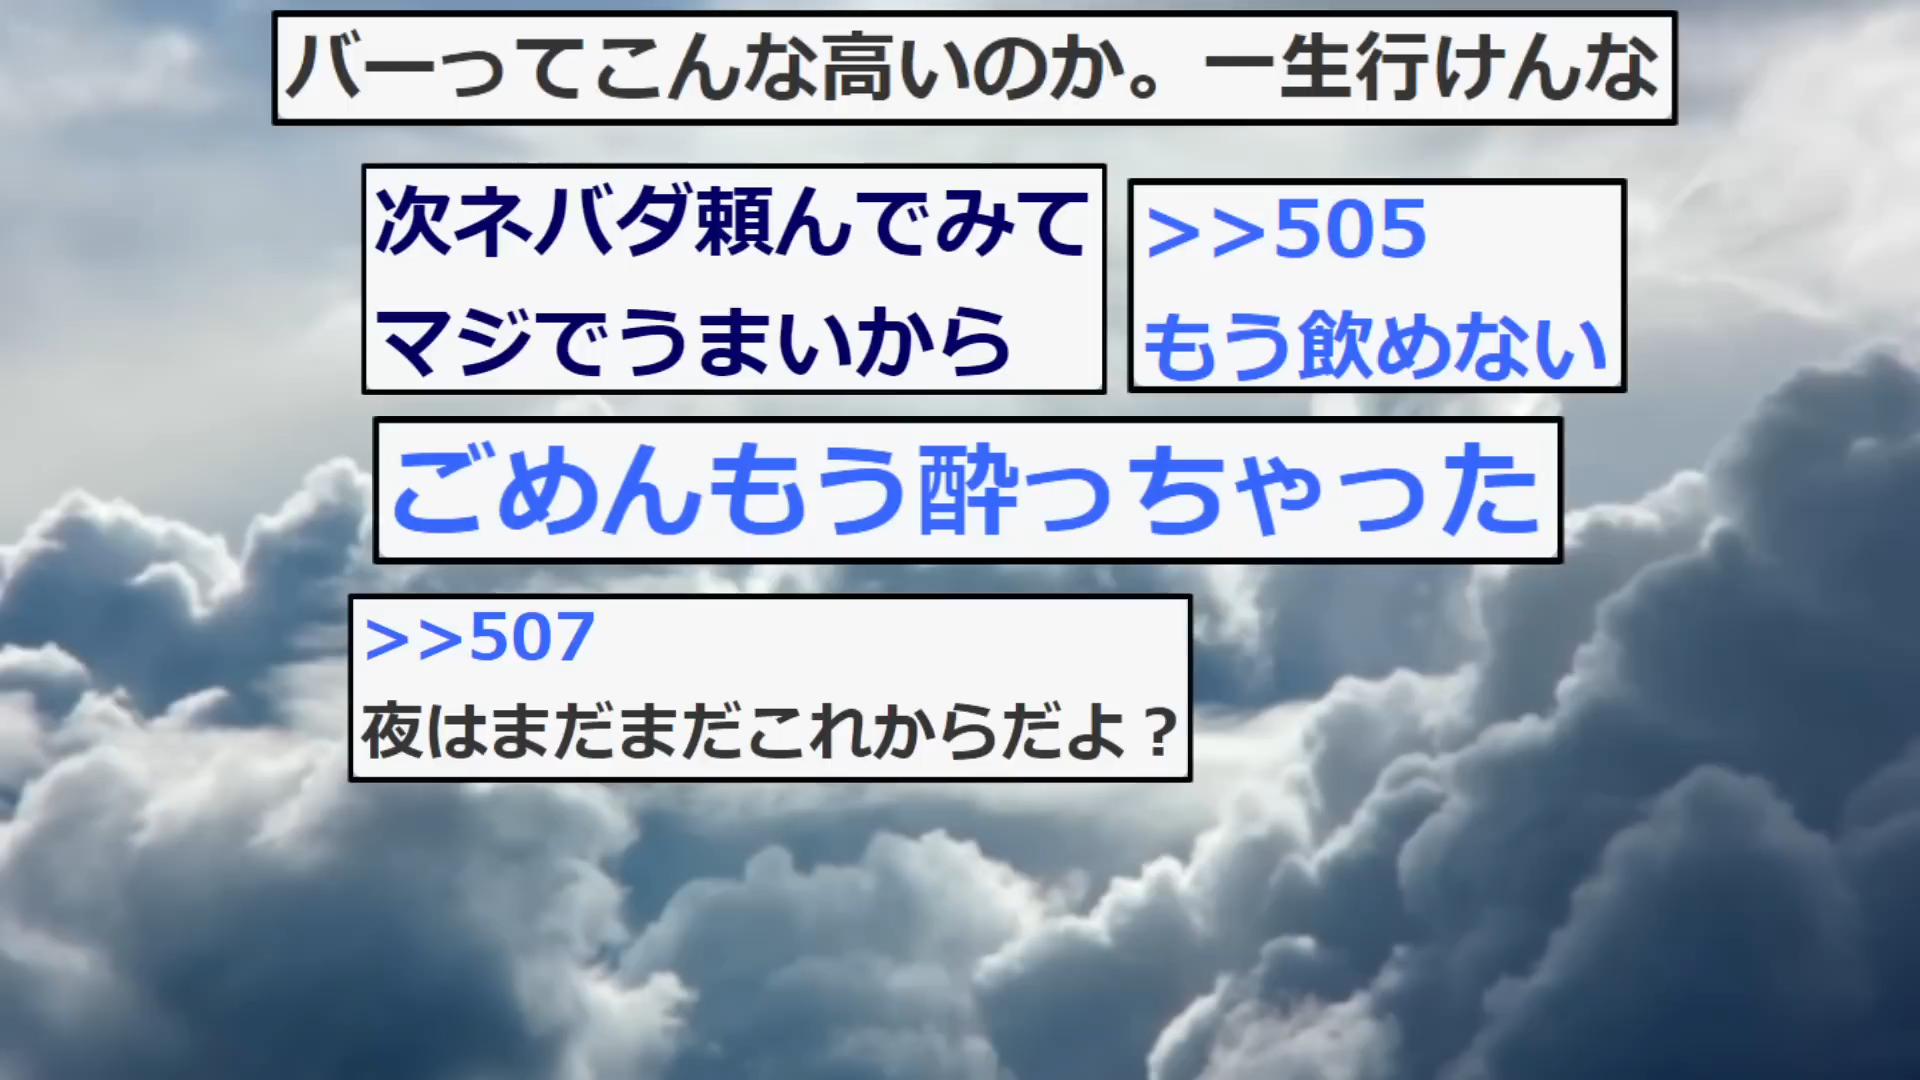 バーってこんな高いのか。一生行けんな
次ネバダ頼んでみて
マジでうまいから
>>505
もう飲めない
ごめんもう酔っちゃった
>>507
夜はまだまだこれからだよ？